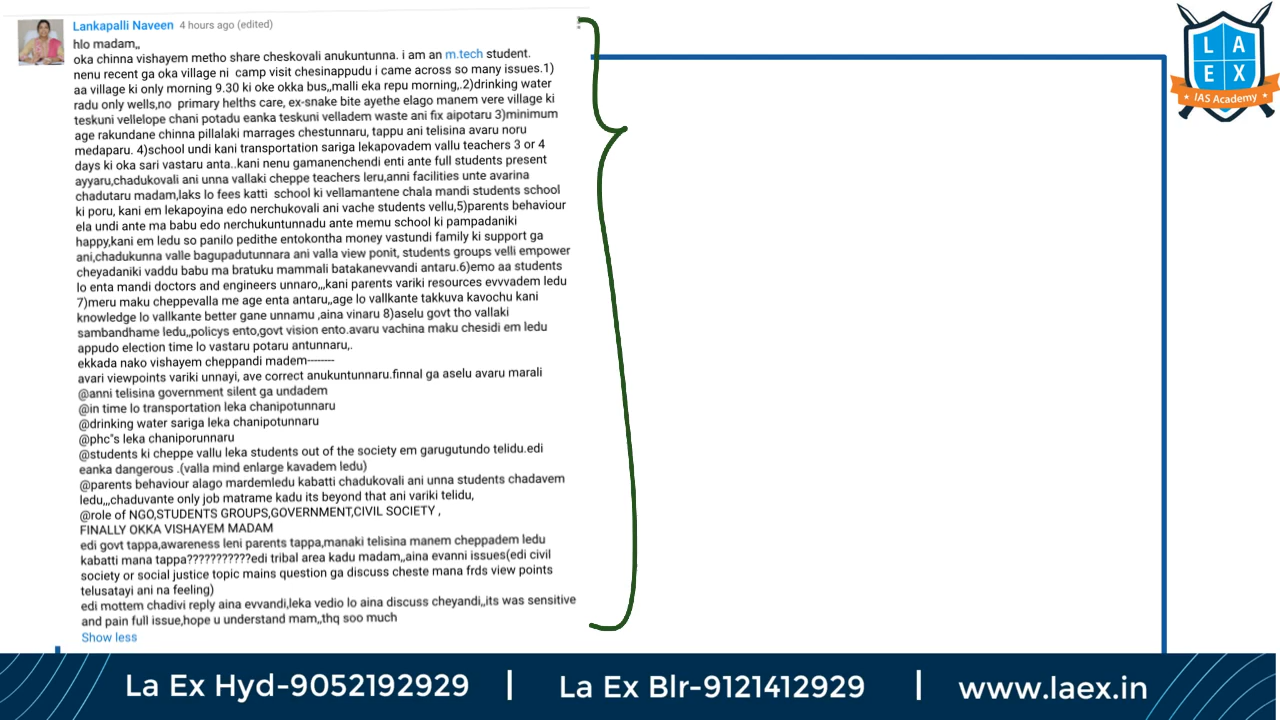 Lankapalli Naveen 4 hours ago (edited)
hlo madam,,
oka chinna vishayem metho share cheskovali anukuntunna. i am an m.tech student.
nenu recent ga oka village ni camp visit chesinappudu i came across so many issues.1)
aa village ki only morning 9.30 ki oke okka bus,,malli eka repu morning,.2)drinking water
radu only wells,no primary helths care, ex-snake bite ayethe elago manem vere village ki
teskuni vellelope chani potadu eanka teskuni velladem waste ani fix aipotaru 3)minimum
age rakundane chinna pillalaki marrages chestunnaru, tappu ani telisina avaru noru
medaparu. 4)school undi kani transportation sariga lekapovadem vallu teachers 3 or 4
days ki oka sari vastaru anta..kani nenu gamanenchendi enti ante full students present
ayyaru,chadukovali ani unna vallaki cheppe teachers leru,anni facilities unte avarina
chadutaru madam,laks lo fees katti school ki vellamantene chala mandi students school
ki poru, kani em lekapoyina edo nerchukovali ani vache students vellu,5)parents behaviour
ela undi ante ma babu edo nerchukuntunnadu ante memu school ki pampadaniki
happy,kani em ledu so panilo pedithe entokontha money vastundi family ki support ga
ani,chadukunna valle bagupadutunnara ani valla view ponit, students groups velli empower
cheyadaniki vaddu babu ma bratuku mammali batakanevvandi antaru.6)emo aa students
lo enta mandi doctors and engineers unnaro,,,kani parents variki resources evvvadem ledu
7)meru maku cheppevalla me age enta antaru,,age lo vallkante takkuva kavochu kani
knowledge lo vallkante better gane unnamu ,aina vinaru 8)aselu govt tho vallaki
sambandhame ledu,,policys ento,govt vision ento.avaru vachina maku chesidi em ledu
appudo election time lo vastaru potaru antunnaru,.
ekkada nako vishayem cheppandi madem--------
avari viewpoints variki unnayi, ave correct anukuntunnaru.finnal ga aselu avaru marali
@anni telisina government silent ga undadem
@in time lo transportation leka chanipotunnaru
@drinking water sariga leka chanipotunnaru
@phc"s leka chaniporunnaru
@students ki cheppe vallu leka students out of the society em garugutundo telidu.edi
eanka dangerous .(valla mind enlarge kavadem ledu)
@parents behaviour alago mardemledu kabatti chadukovali ani unna students chadavem
ledu,,,chaduvante only job matrame kadu its beyond that ani variki telidu,
@role of NGO,STUDENTS GROUPS,GOVERNMENT,CIVIL SOCIETY ,
FINALLY OKKA VISHAYEM MADAM
edi govt tappa,awareness leni parents tappa,manaki telisina manem cheppadem ledu
kabatti mana tappa???????????edi tribal area kadu madam,,aina evanni issues(edi civil
society or social justice topic mains question ga discuss cheste mana frds view points
telusatayi ani na feeling)
edi mottem chadivi reply aina evvandi,leka vedio lo aina discuss cheyandi,,its was sensitive
and pain full issue,hope u understand mam,,thq soo much
Show less
L A
E X
IAS Academy
La Ex Hyd-9052192929 | La Ex Blr-9121412929 | www.laex.in